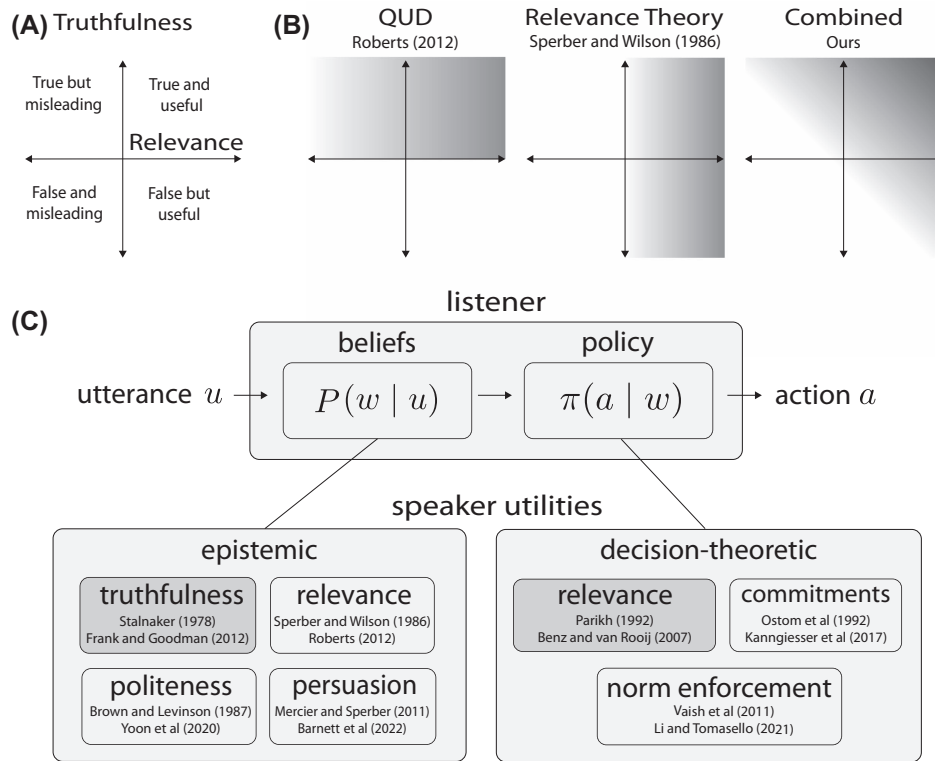 (A) Truthfulness
True but
misleading
True and
useful
Relevance
False and
misleading
False but
useful
(B)
QUD
Roberts (2012)
Relevance Theory
Sperber and Wilson (1986)
Combined
Ours
(C)
listener
beliefs
policy
utterance u
P(w | u)
π(a | w)
action a
speaker utilities
epistemic
truthfulness
Stalnaker (1978)
Frank and Goodman (2012)
relevance
Sperber and Wilson (1986)
Roberts (2012)
politeness
Brown and Levinson (1987)
Yoon et al (2020)
persuasion
Mercier and Sperber (2011)
Barnett et al (2022)
decision-theoretic
relevance
Parikh (1992)
Benz and van Rooij (2007)
commitments
Ostom et al (1992)
Kanngiesser et al (2017)
norm enforcement
Vaish et al (2011)
Li and Tomasello (2021)